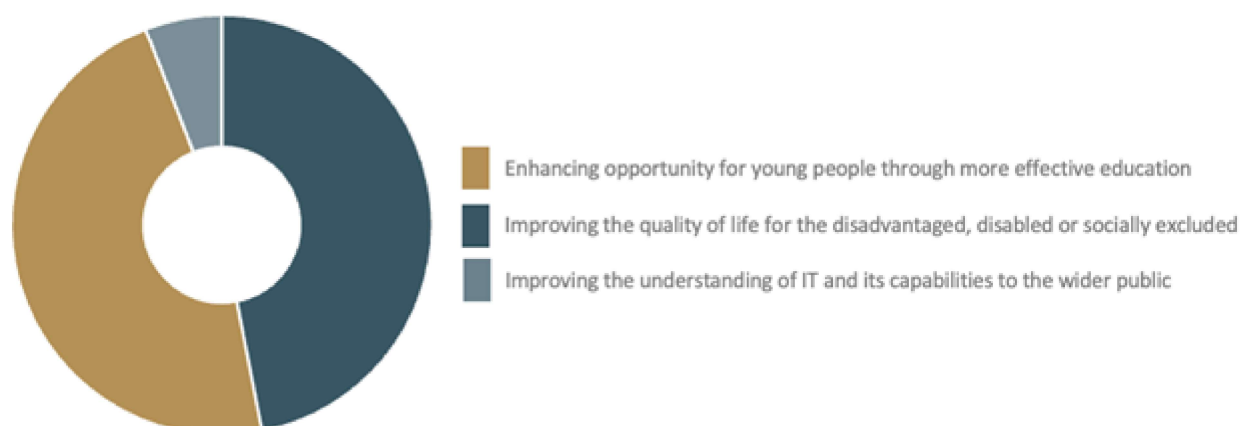 Enhancing opportunity for young people through more effective education
Improving the quality of life for the disadvantaged, disabled or socially excluded
Improving the understanding of IT and its capabilities to the wider public